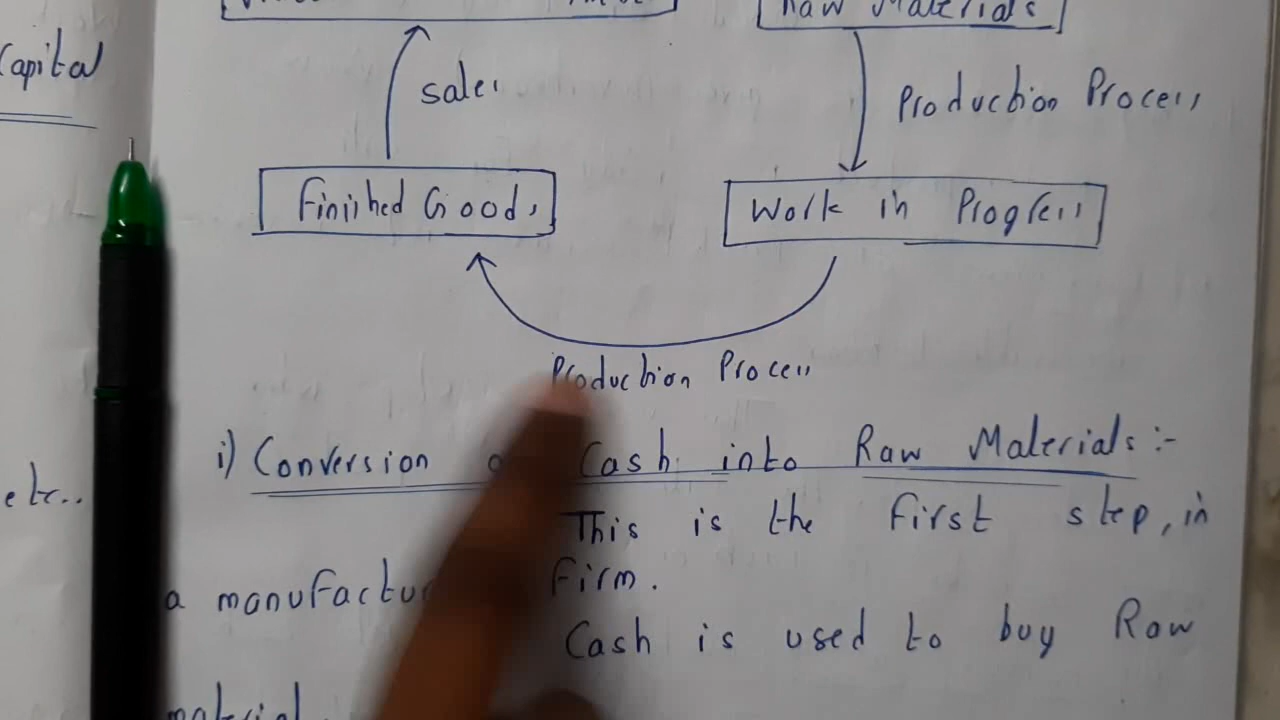 Raw Materials
Capital
sales
Production Process
Finished Goods
Work in Progress
Production Process
i) Conversion Cash into Raw Materials:-
This is the first step, in
etc..
a firm.
Cash is used to buy Raw
material.